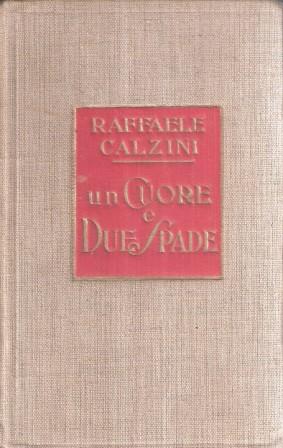 RAFFAELE
CALZINI
un CUORE
e
DUE SPADE